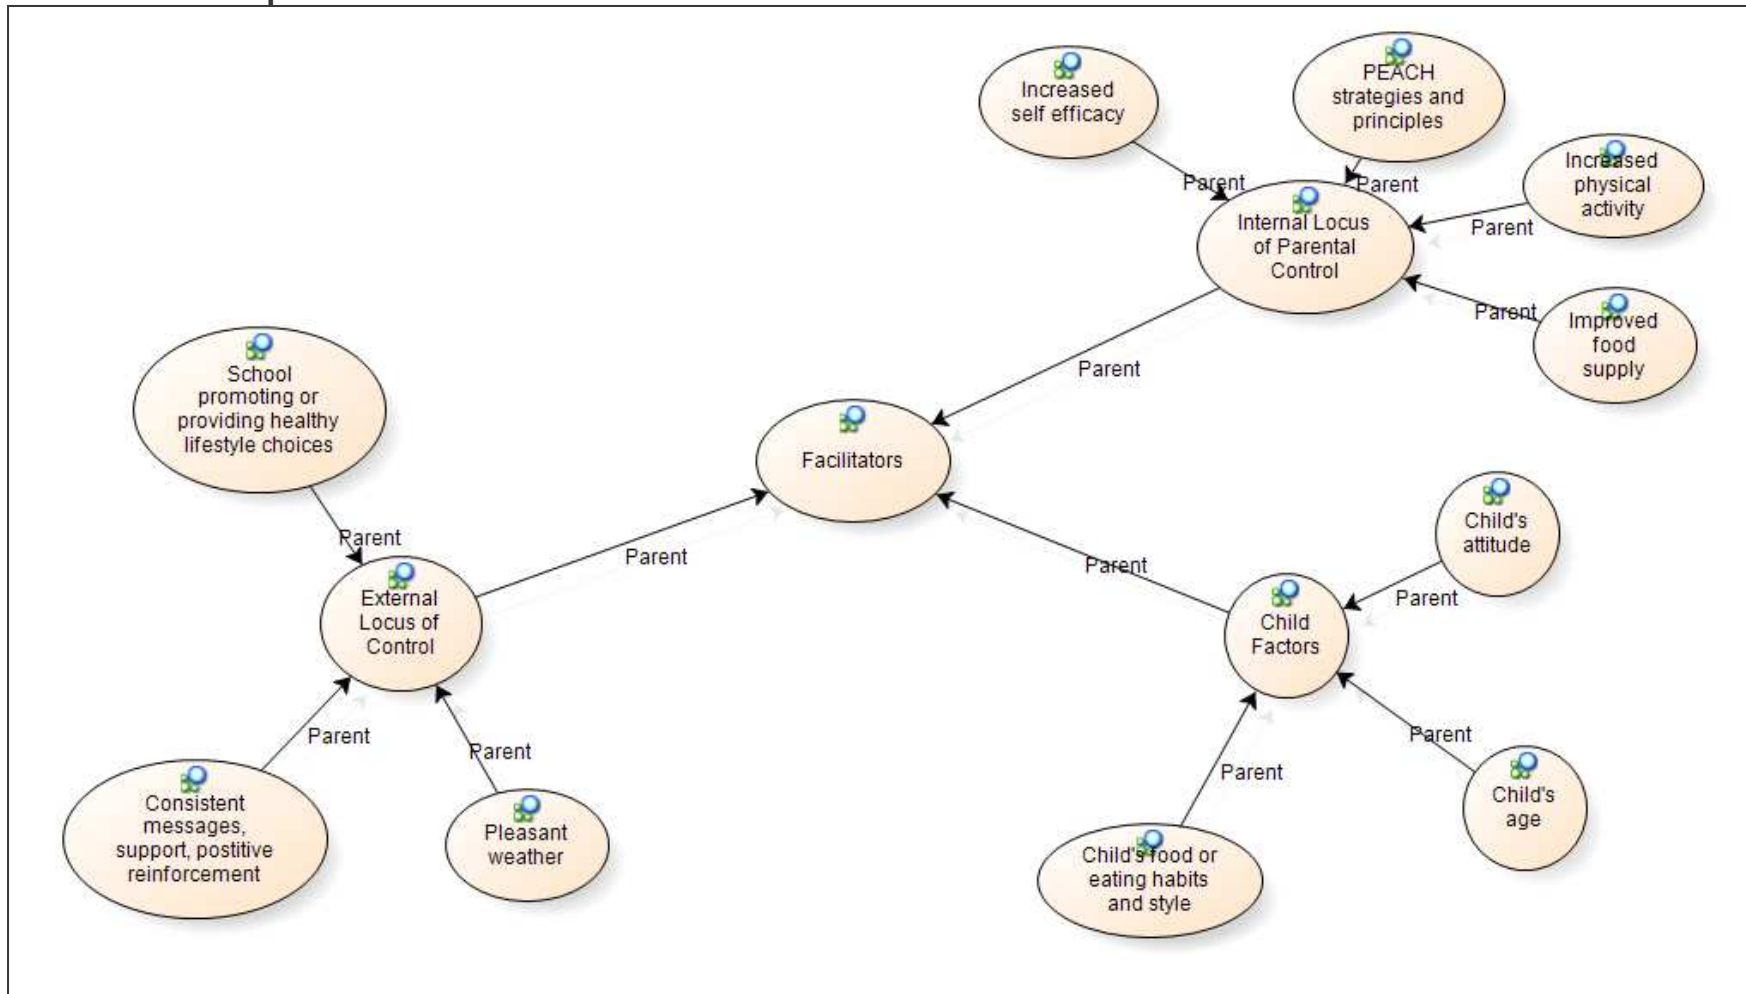 Increased
self efficacy
PEACH
strategies and
principles
Increased
physical
activity
Parent
Parent
Parent
Internal Locus
of Parental
Control
Parent
Improved
food
supply
Parent
School
promoting or
providing healthy
lifestyle choices
Facilitators
Parent
Parent
External
Locus of
Control
Parent
Child's
attitude
Parent
Child
Factors
Parent
Parent
Parent
Parent
Consistent
messages,
support, postitive
reinforcement
Pleasant
weather
Child's
age
Child's food or
eating habits
and style